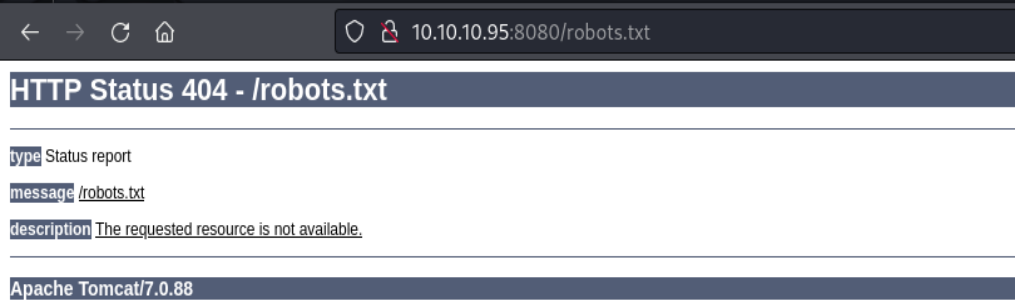 10.10.10.95:8080/robots.txt
HTTP Status 404 - /robots.txt
type Status report
message /robots.txt
description The requested resource is not available.
Apache Tomcat/7.0.88